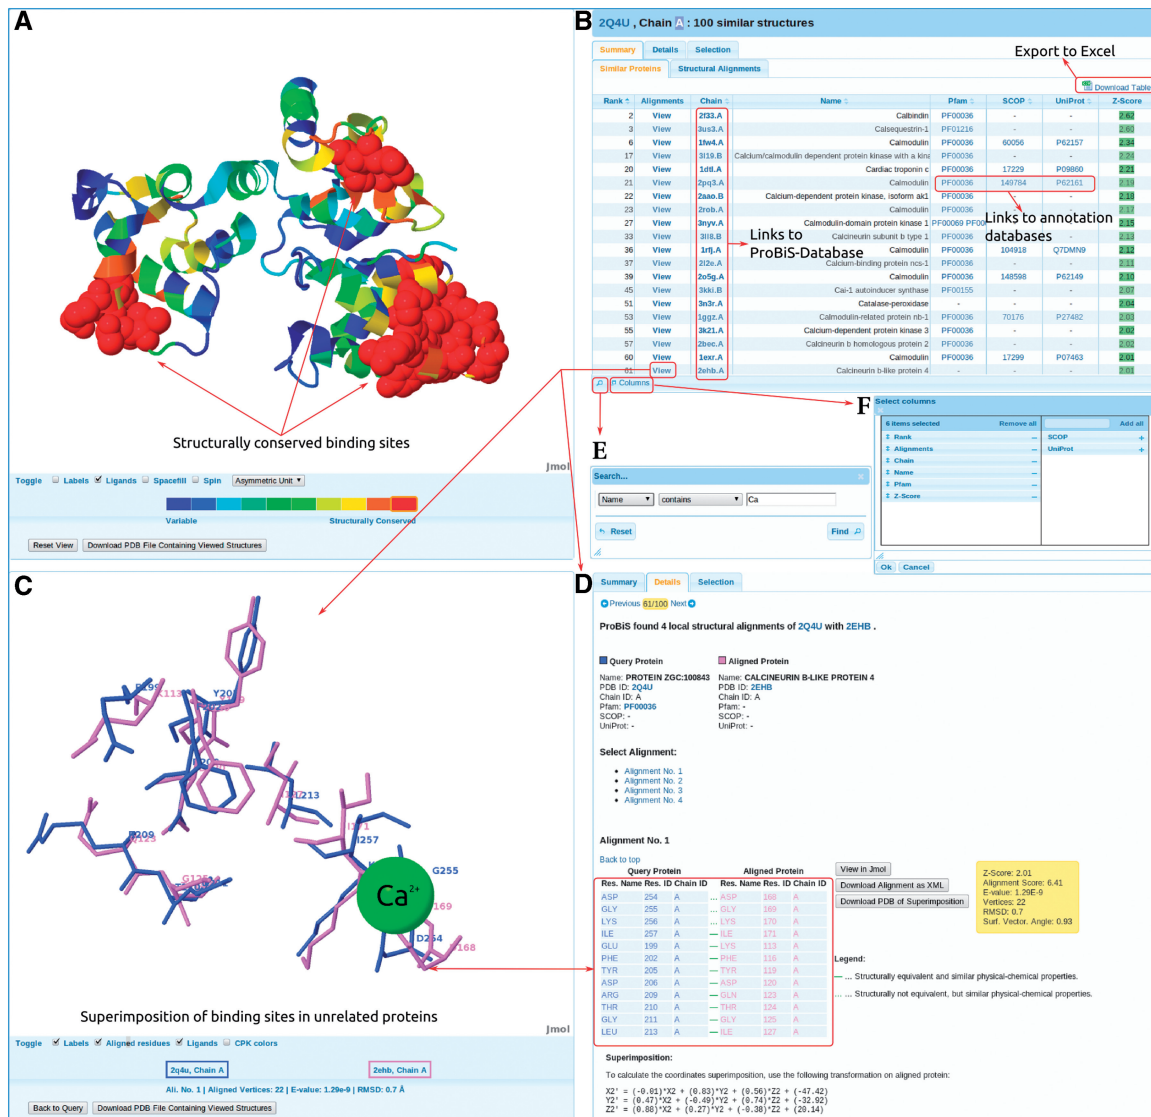 A
Structurally conserved binding sites
Jmol
Toggle Labels Ligands Spacefill Spin Asymmetric Unit
Variable Structurally Conserved
Reset View Download PDB File Containing Viewed Structures
B
2Q4U , Chain A : 100 similar structures
Export to Excel
Summary Details Selection
Similar Proteins Structural Alignments
Download Table
Rank Alignments Chain Name Pfam SCOP UniProt Z-Score
2 View 2f33.A Calbindin PF00036 - - 2.62
3 View 3us3.A Calsequestrin-1 PF01216 - - 2.60
6 View 1fw4.A Calmodulin PF00036 60056 P62157 2.34
17 View 3l19.B Calcium/calmodulin dependent protein kinase with a kina PF00036 - - 2.24
20 View 1dtl.A Cardiac troponin c PF00036 17229 P09860 2.21
21 View 2pq3.A Calmodulin PF00036 149784 P62161 2.19
22 View 2aao.B Calcium-dependent protein kinase, isoform ak1 PF00036 - - 2.18
23 View 2rob.A Calmodulin PF00036 - - 2.17
27 View 3nyv.A Calmodulin-domain protein kinase 1 PF00069 PF000 - - 2.15
33 View 3ll8.B Calcineurin subunit b type 1 PF00036 - - 2.13
36 View 1rfj.A Calmodulin PF00036 104918 Q7DMN9 2.12
37 View 2l2e.A Calcium-binding protein ncs-1 PF00036 - - 2.11
39 View 2o5g.A Calmodulin PF00036 148598 P62149 2.10
45 View 3kki.B Cai-1 autoinducer synthase PF00155 - - 2.07
51 View 3n3r.A Catalase-peroxidase - - - 2.04
53 View 1ggz.A Calmodulin-related protein nb-1 PF00036 70176 P27482 2.03
55 View 3k21.A Calcium-dependent protein kinase 3 PF00036 - - 2.02
57 View 2bec.A Calcineurin b homologous protein 2 PF00036 - - 2.02
60 View 1exr.A Calmodulin PF00036 17299 P07463 2.01
61 View 2ehb.A Calcineurin b-like protein 4 - - - 2.01
Links to
ProBiS-Database
Links to annotation
databases
Columns
E
Search...
Name contains Ca
Reset Find
F
Select columns
6 items selected Remove all Add all
Rank
Alignments
Chain
Name
Pfam
Z-Score
SCOP
UniProt
Ok Cancel
C
Y205
L213
I171
I257
G255
169
D254
Ca2+
Superimposition of binding sites in unrelated proteins
Jmol
Toggle Labels Aligned residues Ligands CPK colors
2q4u, Chain A 2ehb, Chain A
Ali. No. 1 | Aligned Vertices: 22 | E-value: 1.29e-9 | RMSD: 0.7 Å
Back to Query Download PDB File Containing Viewed Structures
D
Summary Details Selection
Previous 61/100 Next
ProBiS found 4 local structural alignments of 2Q4U with 2EHB .
Query Protein Aligned Protein
Name: PROTEIN ZGC:100843 Name: CALCINEURIN B-LIKE PROTEIN 4
PDB ID: 2Q4U PDB ID: 2EHB
Chain ID: A Chain ID: A
Pfam: PF00036 Pfam: -
SCOP: - SCOP: -
UniProt: - UniProt: -
Select Alignment:
Alignment No. 1
Alignment No. 2
Alignment No. 3
Alignment No. 4
Alignment No. 1
Back to top
Query Protein Aligned Protein
Res. Name Res. ID Chain ID Res. Name Res. ID Chain ID
ASP 254 A ... ASP 168 A
GLY 255 A ... GLY 169 A
LYS 256 A ... LYS 170 A
ILE 257 A — ILE 171 A
GLU 199 A — LYS 113 A
PHE 202 A — PHE 116 A
TYR 205 A — TYR 119 A
ASP 206 A — ASP 120 A
ARG 209 A — GLN 123 A
THR 210 A — THR 124 A
GLY 211 A — GLY 125 A
LEU 213 A — ILE 127 A
View in Jmol
Download Alignment as XML
Download PDB of Superimposition
Z-Score: 2.01
Alignment Score: 6.41
E-value: 1.29E-9
Vertices: 22
RMSD: 0.7
Surf. Vector. Angle: 0.93
Legend:
— ... Structurally equivalent and similar physical-chemical properties.
... ... Structurally not equivalent, but similar physical-chemical properties.
Superimposition:
To calculate the coordinates superimposition, use the following transformation on aligned protein:
X2' = (-0.01)*X2 + (0.83)*Y2 + (0.56)*Z2 + (-47.42)
Y2' = (0.47)*X2 + (-0.49)*Y2 + (0.74)*Z2 + (-32.92)
Z2' = (0.88)*X2 + (0.27)*Y2 + (-0.38)*Z2 + (20.14)